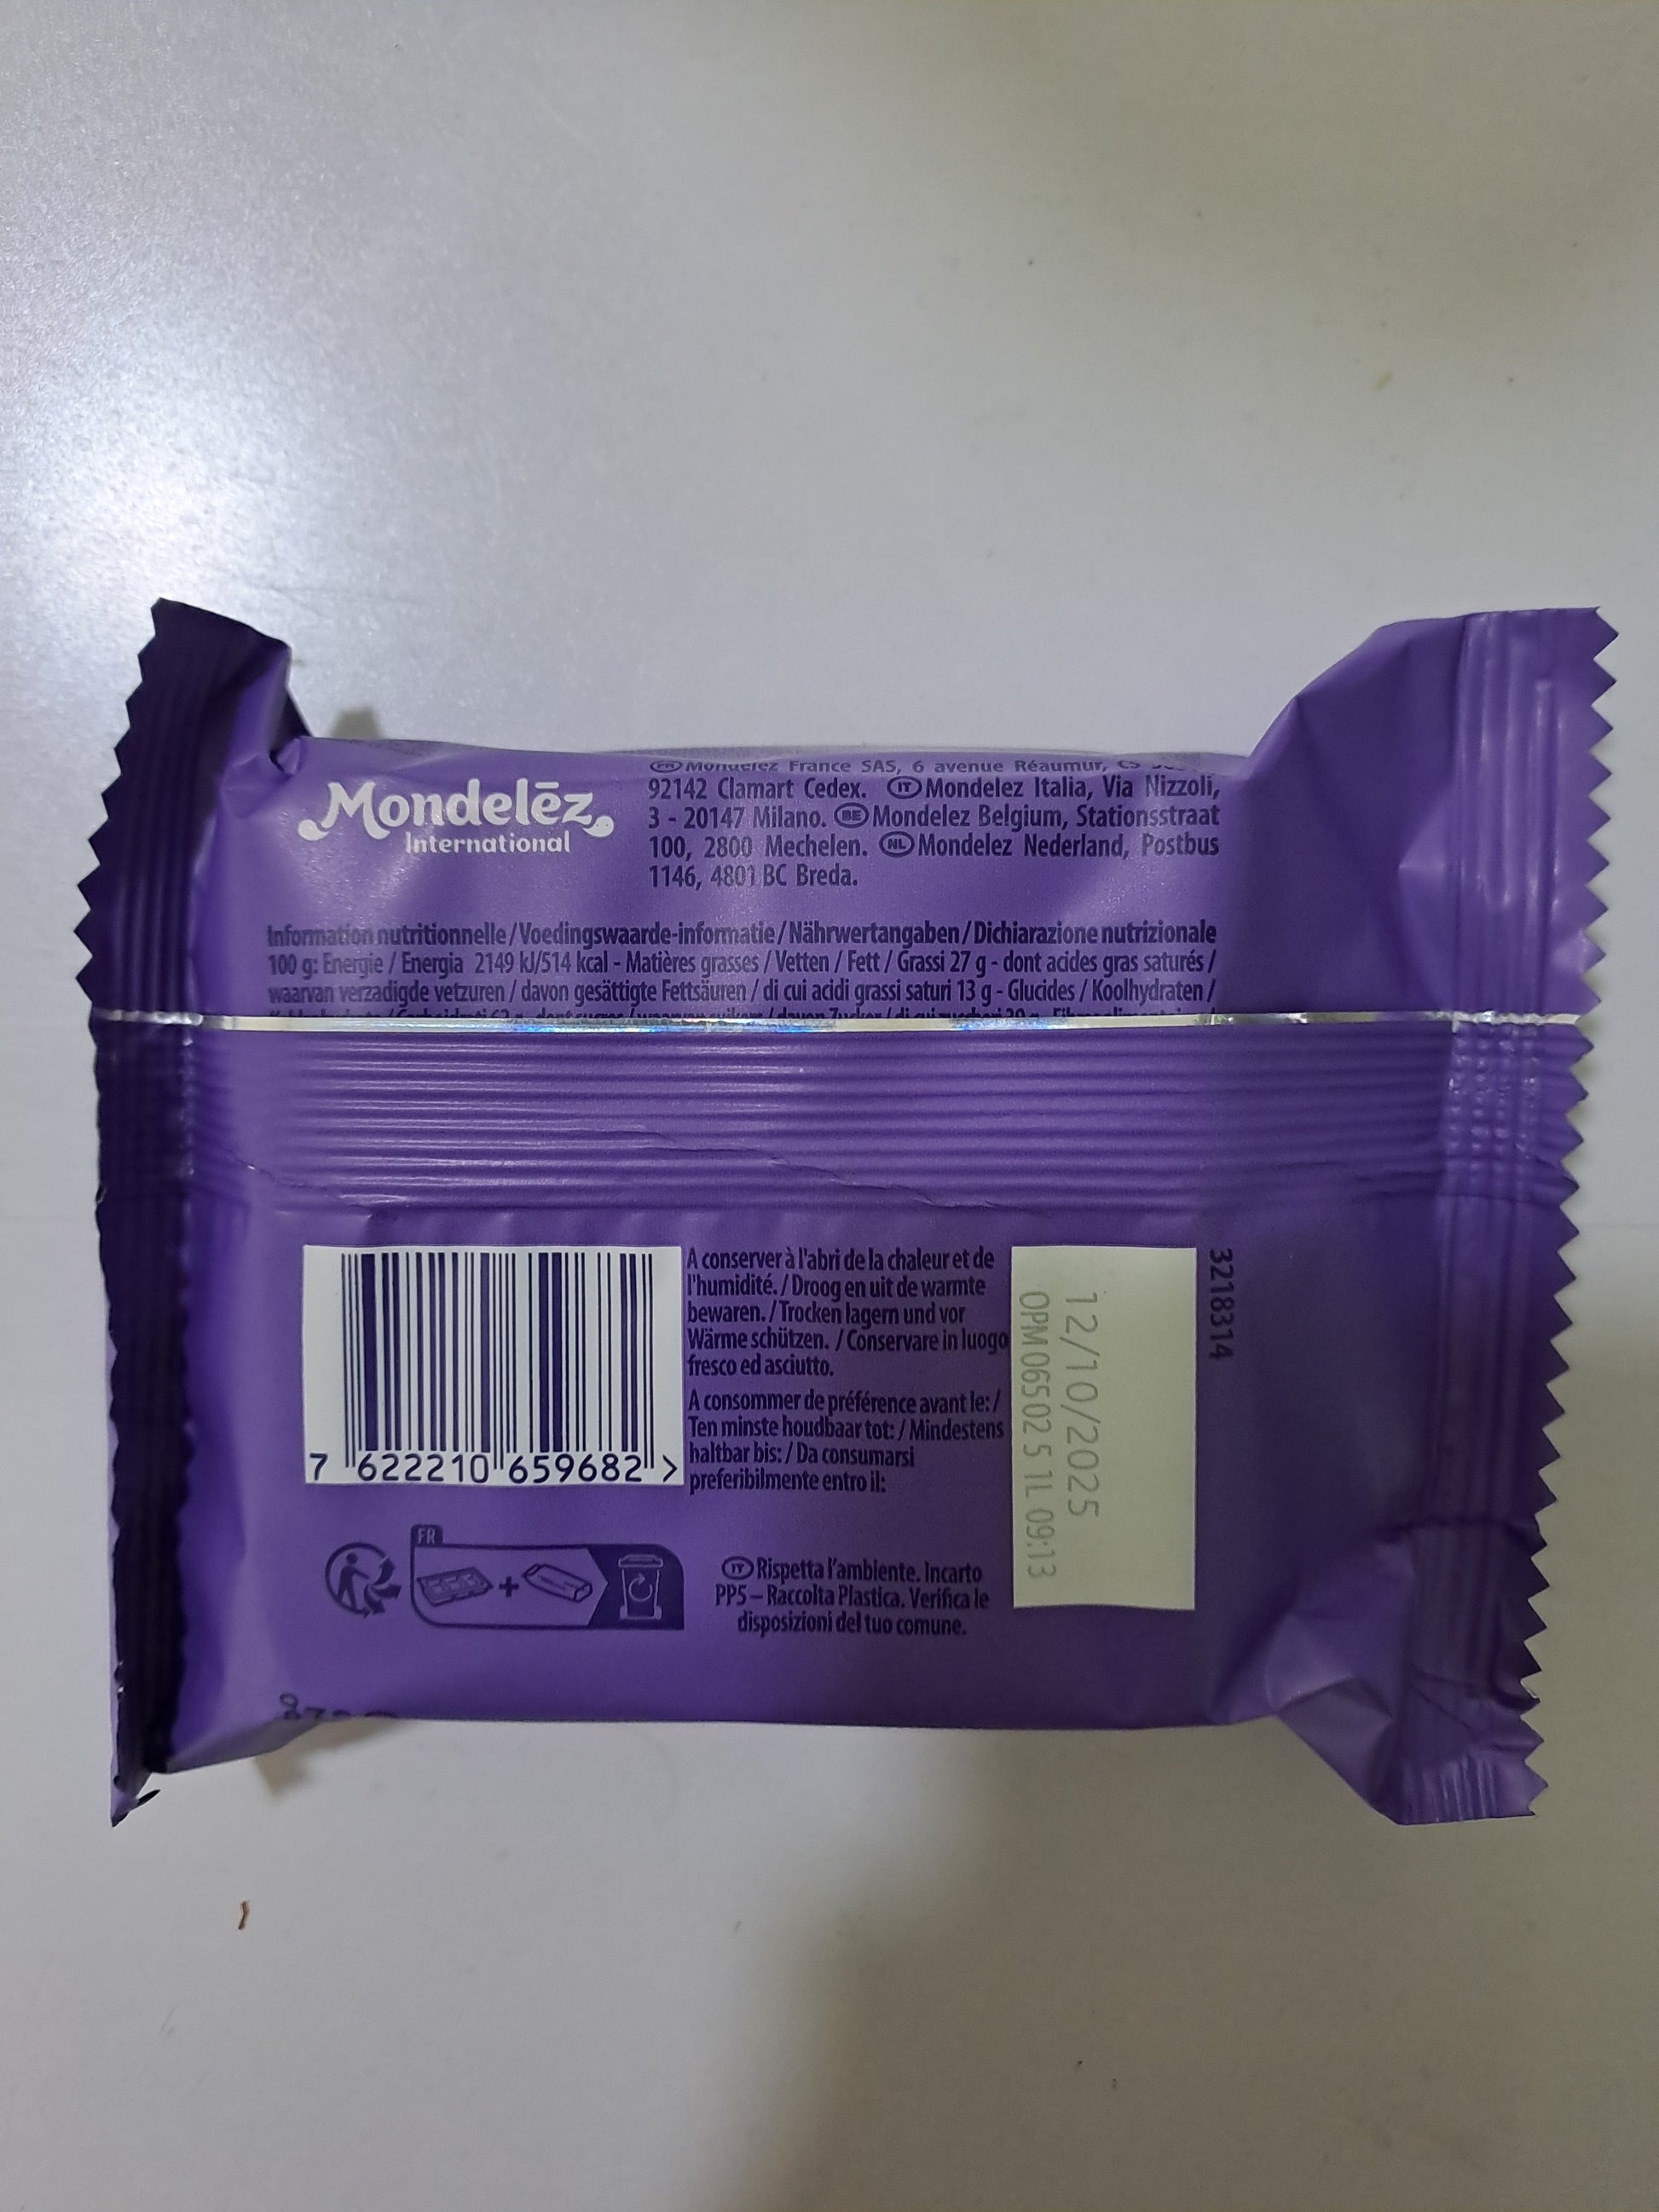 Mondelēz
International
FR Mondelez France SAS, 6 avenue Réaumur,
92142 Clamart Cedex. IT Mondelez Italia, Via Nizzoli,
3 - 20147 Milano. BE Mondelez Belgium, Stationsstraat
100, 2800 Mechelen. NL Mondelez Nederland, Postbus
1146, 4801 BC Breda.
Information nutritionnelle / Voedingswaarde-informatie / Nährwertangaben / Dichiarazione nutrizionale
100 g: Energie / Energia 2149 kJ/514 kcal - Matières grasses / Vetten / Fett / Grassi 27 g - dont acides gras saturés /
waarvan verzadigde vetzuren / davon gesättigte Fettsäuren / di cui acidi grassi saturi 13 g - Glucides / Koolhydraten /
7 622210 659682 >
A conserver à l'abri de la chaleur et de
l'humidité. / Droog en uit de warmte
bewaren. / Trocken lagern und vor
Wärme schützen. / Conservare in luogo
fresco ed asciutto.
A consommer de préférence avant le: /
Ten minste houdbaar tot: / Mindestens
haltbar bis: / Da consumarsi
preferibilmente entro il:
12/10/2025
OPM 065 02 5 1L 09:13
3218314
FR
+
IT Rispetta l'ambiente. Incarto
PP5 – Raccolta Plastica. Verifica le
disposizioni del tuo comune.